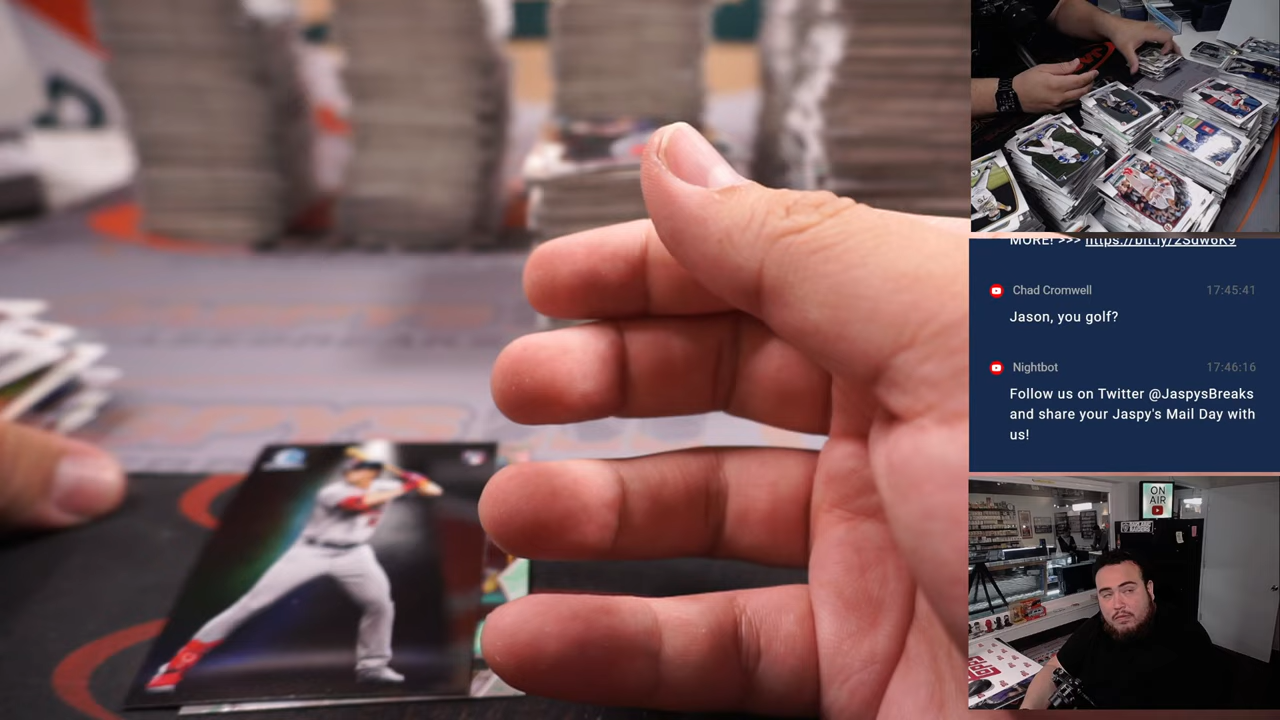 MORE! >>> https://bit.ly/2Sdw6K9
Chad Cromwell 17:45:41
Jason, you golf?
Nightbot 17:46:16
Follow us on Twitter @JaspysBreaks
and share your Jaspy's Mail Day with
us!
ON
AIR